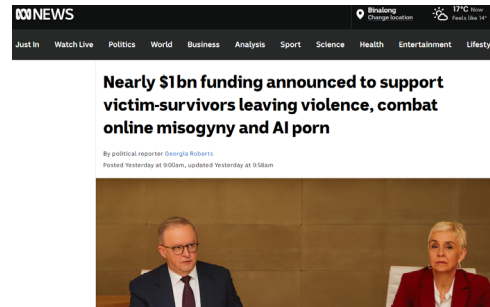 NEWS
Binalong
Change location
17°C Now
Feels like 14°
Just In Watch Live Politics World Business Analysis Sport Science Health Entertainment Lifesty
Nearly $1bn funding announced to support
victim-survivors leaving violence, combat
online misogyny and AI porn
By political reporter Georgia Roberts
Posted Yesterday at 9:00am, updated Yesterday at 9:58am